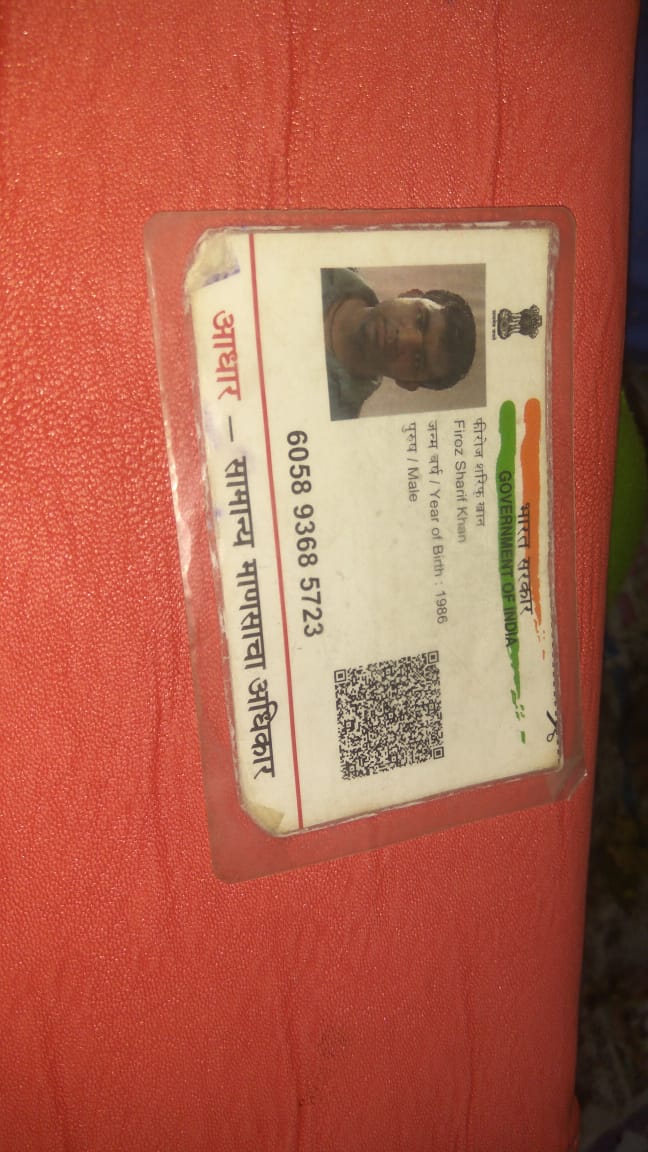 भारत सरकार
GOVERNMENT OF INDIA
फीरोज शरिफ खान
Firoz Sharif Khan
जन्म वर्ष / Year of Birth : 1986
पुरुष / Male
6058 9368 5723
आधार – सामान्य माणसाचा अधिकार